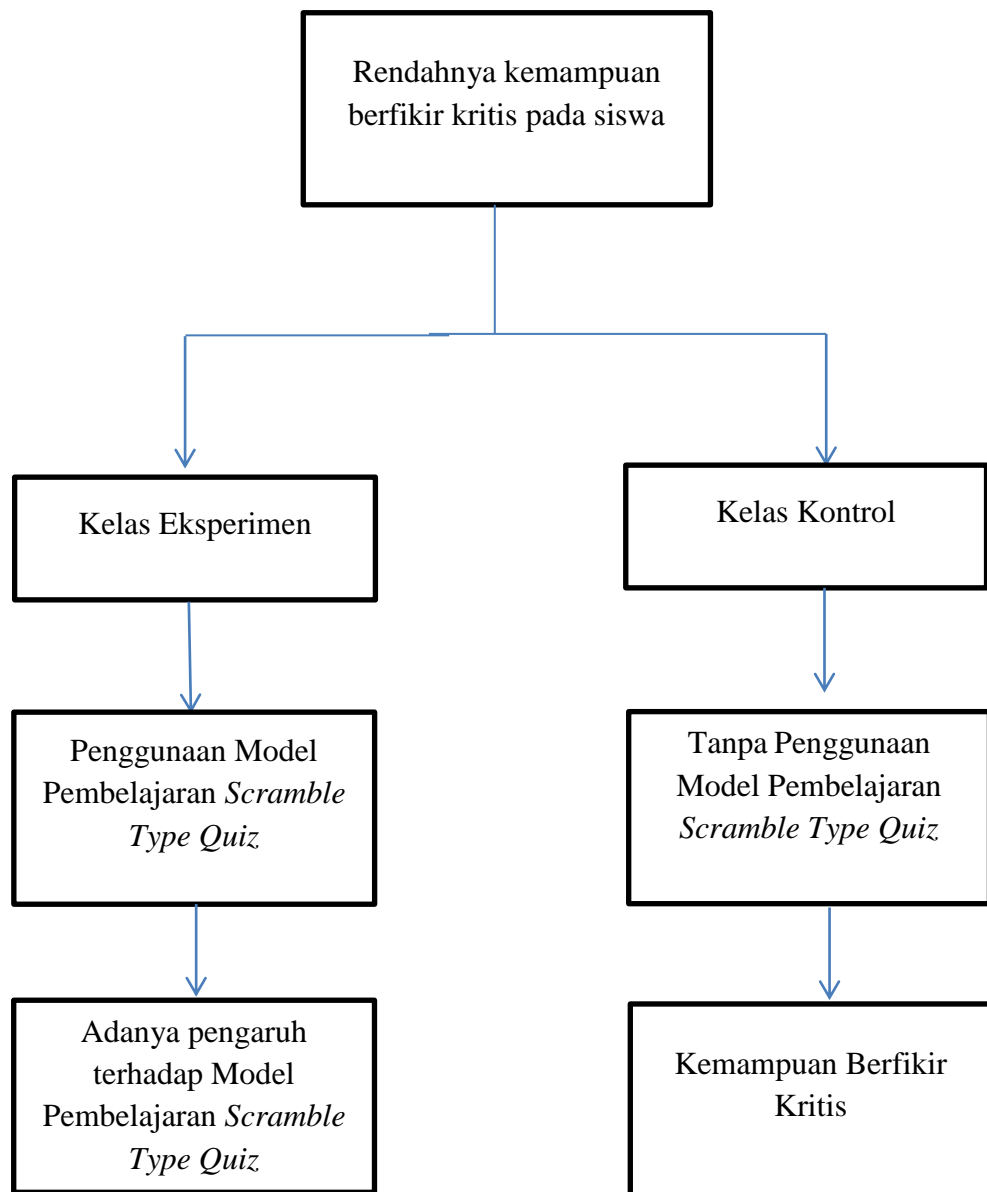 Rendahnya kemampuan
berfikir kritis pada siswa
Kelas Eksperimen
Kelas Kontrol
Penggunaan Model
Pembelajaran Scramble
Type Quiz
Tanpa Penggunaan
Model Pembelajaran
Scramble Type Quiz
Adanya pengaruh
terhadap Model
Pembelajaran Scramble
Type Quiz
Kemampuan Berfikir
Kritis